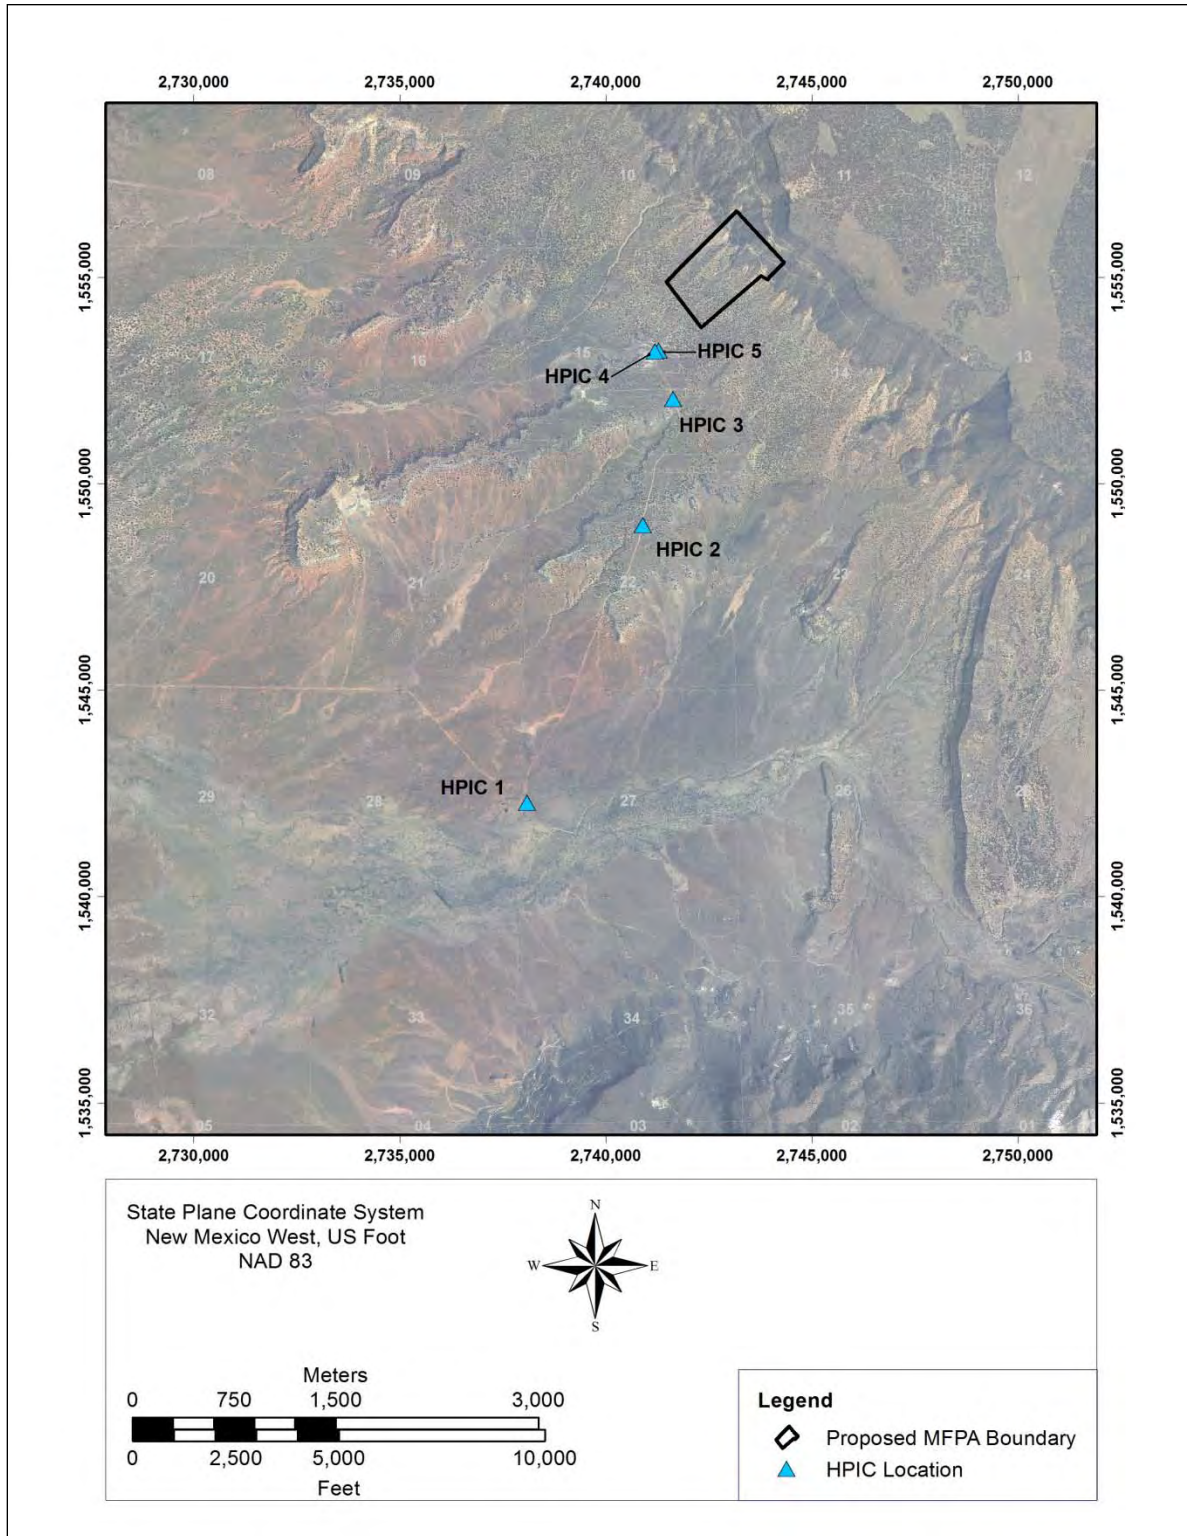 2,730,000 2,735,000 2,740,000 2,745,000 2,750,000
08 09 10 11 12
1,555,000 1,555,000
17 16 15 14 13
HPIC 5
HPIC 4
HPIC 3
1,550,000 1,550,000
HPIC 2
20 21 22 23 24
1,545,000 1,545,000
HPIC 1
29 28 27 26 25
1,540,000 1,540,000
32 33 34 35 36
1,535,000 1,535,000
05 04 03 02 01
2,730,000 2,735,000 2,740,000 2,745,000 2,750,000
State Plane Coordinate System
New Mexico West, US Foot
NAD 83
N
W E
S
Meters
0 750 1,500 3,000
0 2,500 5,000 10,000
Feet
Legend
Proposed MFPA Boundary
HPIC Location